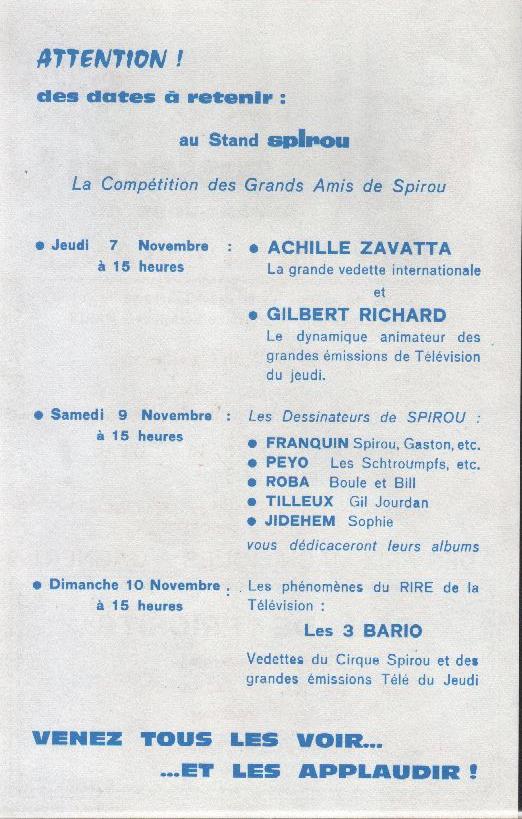 ATTENTION !
des dates à retenir :
au Stand spirou
La Compétition des Grands Amis de Spirou
● Jeudi 7 Novembre :
à 15 heures
● ACHILLE ZAVATTA
La grande vedette internationale
et
● GILBERT RICHARD
Le dynamique animateur des
grandes émissions de Télévision
du jeudi.
● Samedi 9 Novembre :
à 15 heures
Les Dessinateurs de SPIROU :
● FRANQUIN Spirou, Gaston, etc.
● PEYO Les Schtroumpfs, etc.
● ROBA Boule et Bill
● TILLEUX Gil Jourdan
● JIDEHEM Sophie
vous dédicaceront leurs albums
● Dimanche 10 Novembre :
à 15 heures
Les phénomènes du RIRE de la
Télévision :
Les 3 BARIO
Vedettes du Cirque Spirou et des
grandes émissions Télé du Jeudi
VENEZ TOUS LES VOIR...
...ET LES APPLAUDIR !